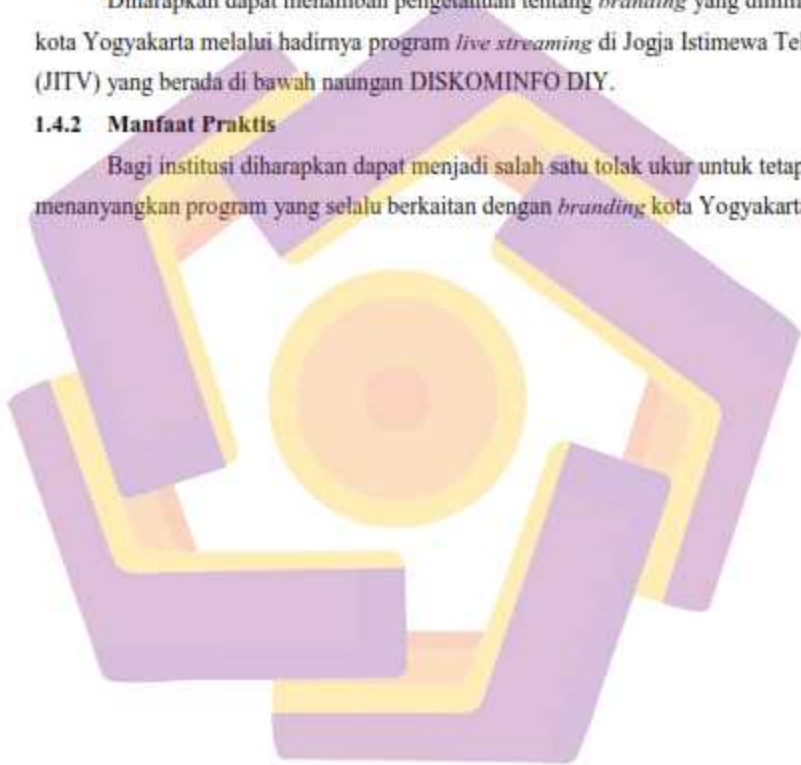 Diharapkan dapat menambah pengetahuan tentang branding yang
kota Yogyakarta melalui hadirnya program live streaming di Jogja Istimewa
(JITV) yang berada di bawah naungan DISKOMINFO DIY.
1.4.2 Manfaat Praktis
Bagi institusi diharapkan dapat menjadi salah satu tolak ukur untuk tetap
menanyangkan program yang selalu berkaitan dengan branding kota